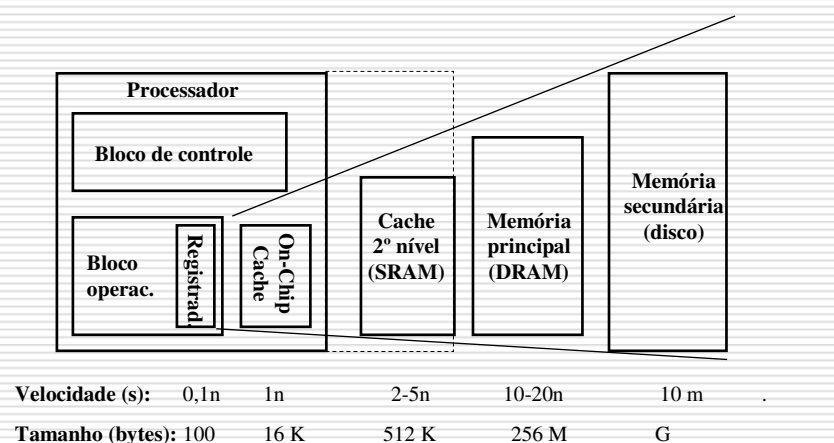 Processador
Bloco de controle
Bloco
operac.
Registrad.
On-Chip
Cache
Cache
2º nível
(SRAM)
Memória
principal
(DRAM)
Memória
secundária
(disco)
Velocidade (s): 0,1n 1n 2-5n 10-20n 10 m .
Tamanho (bytes): 100 16 K 512 K 256 M G